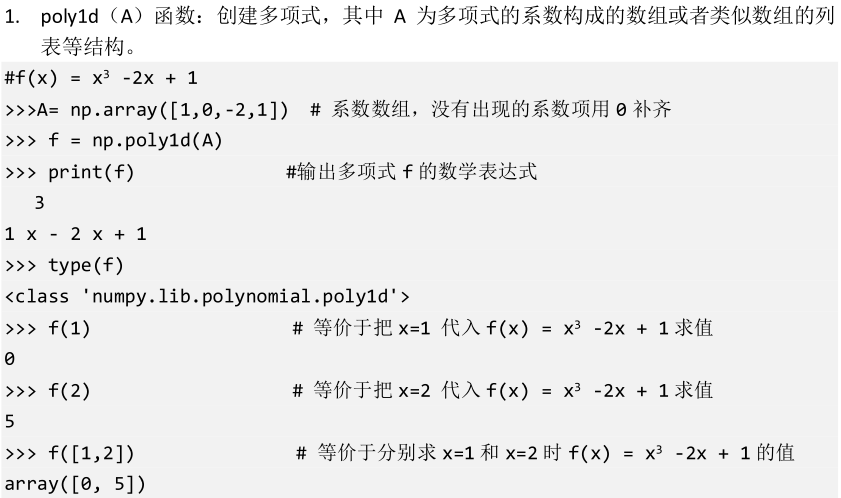 1. poly1d（A）函数：创建多项式，其中 A 为多项式的系数构成的数组或者类似数组的列
表等结构。
#f(x) = x³ -2x + 1
>>>A= np.array([1,0,-2,1])  # 系数数组，没有出现的系数项用 0 补齐
>>> f = np.poly1d(A)
>>> print(f)  #输出多项式 f 的数学表达式
3
1 x - 2 x + 1
>>> type(f)
<class 'numpy.lib.polynomial.poly1d'>
>>> f(1)  # 等价于把 x=1 代入 f(x) = x³ -2x + 1 求值
0
>>> f(2)  # 等价于把 x=2 代入 f(x) = x³ -2x + 1 求值
5
>>> f([1,2])  # 等价于分别求 x=1 和 x=2 时 f(x) = x³ -2x + 1 的值
array([0, 5])